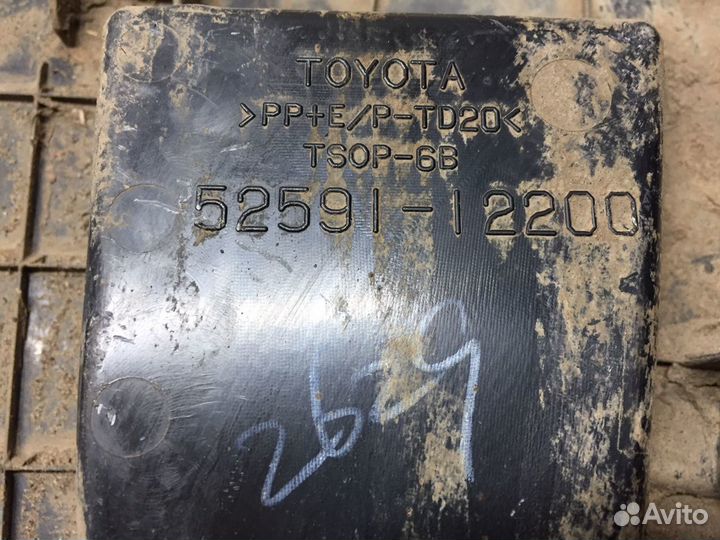 TOYOTA
>PP+E/P-TD20<
TSOP-6B
52591-12200
2629
Avito